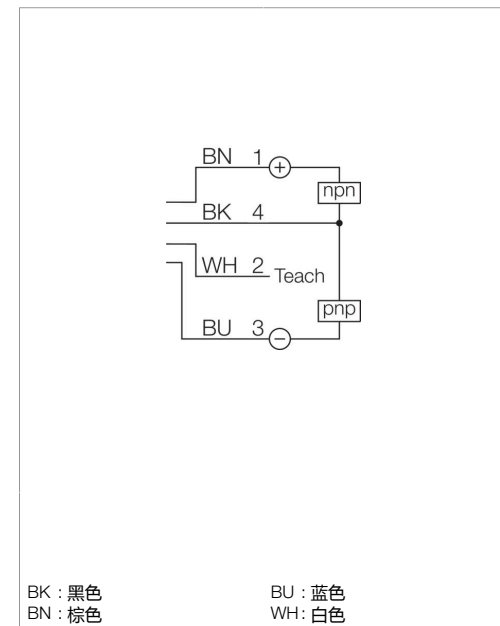 BN 1 +
npn
BK 4
WH 2 Teach
pnp
BU 3 −
BK : 黑色
BU : 蓝色
BN : 棕色
WH : 白色